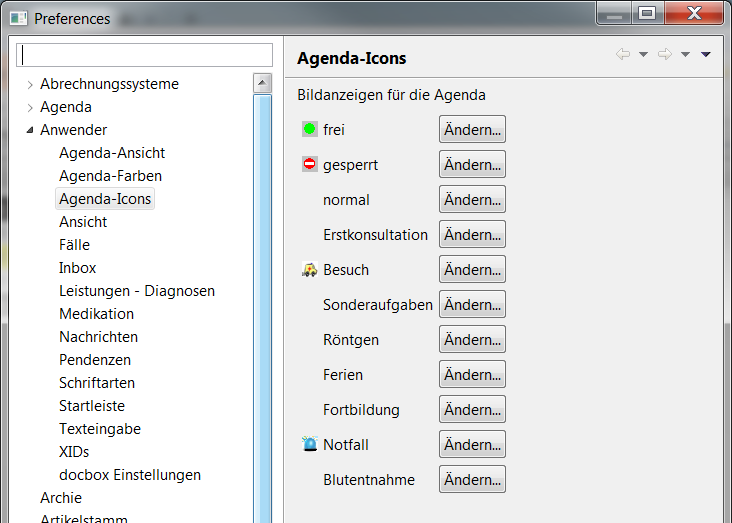 Preferences
Abrechnungssysteme
Agenda
Anwender
Agenda-Ansicht
Agenda-Farben
Agenda-Icons
Ansicht
Fälle
Inbox
Leistungen - Diagnosen
Medikation
Nachrichten
Pendenzen
Schriftarten
Startleiste
Texteingabe
XIDs
docbox Einstellungen
Archie
Artikelstamm
Agenda-Icons
Bildanzeigen für die Agenda
frei Ändern...
gesperrt Ändern...
normal Ändern...
Erstkonsultation Ändern...
Besuch Ändern...
Sonderaufgaben Ändern...
Röntgen Ändern...
Ferien Ändern...
Fortbildung Ändern...
Notfall Ändern...
Blutentnahme Ändern...